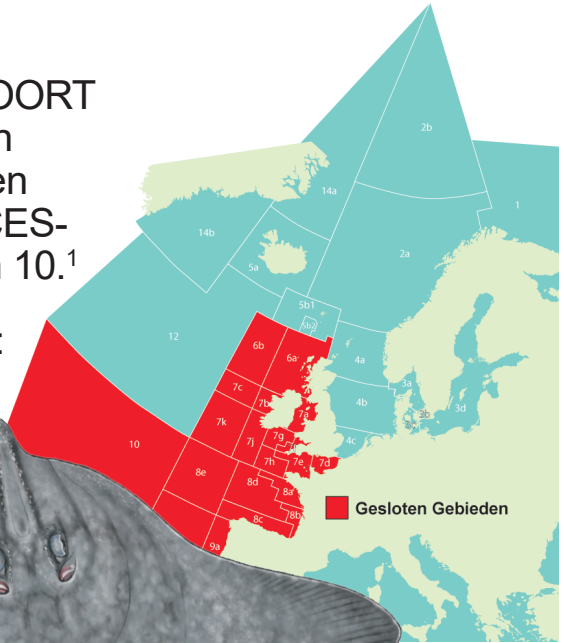 OORT
n
en
CES-
n 10.¹
:
2b
1
14a
14b
2a
5a
5b1
5b2
12
6b
6a
4a
7c
7b
7a
4b
3a
3b
3d
7k
7j
7g
4c
10
7h
7e
7d
8e
8d
8a
8b
8c
9a
Gesloten Gebieden